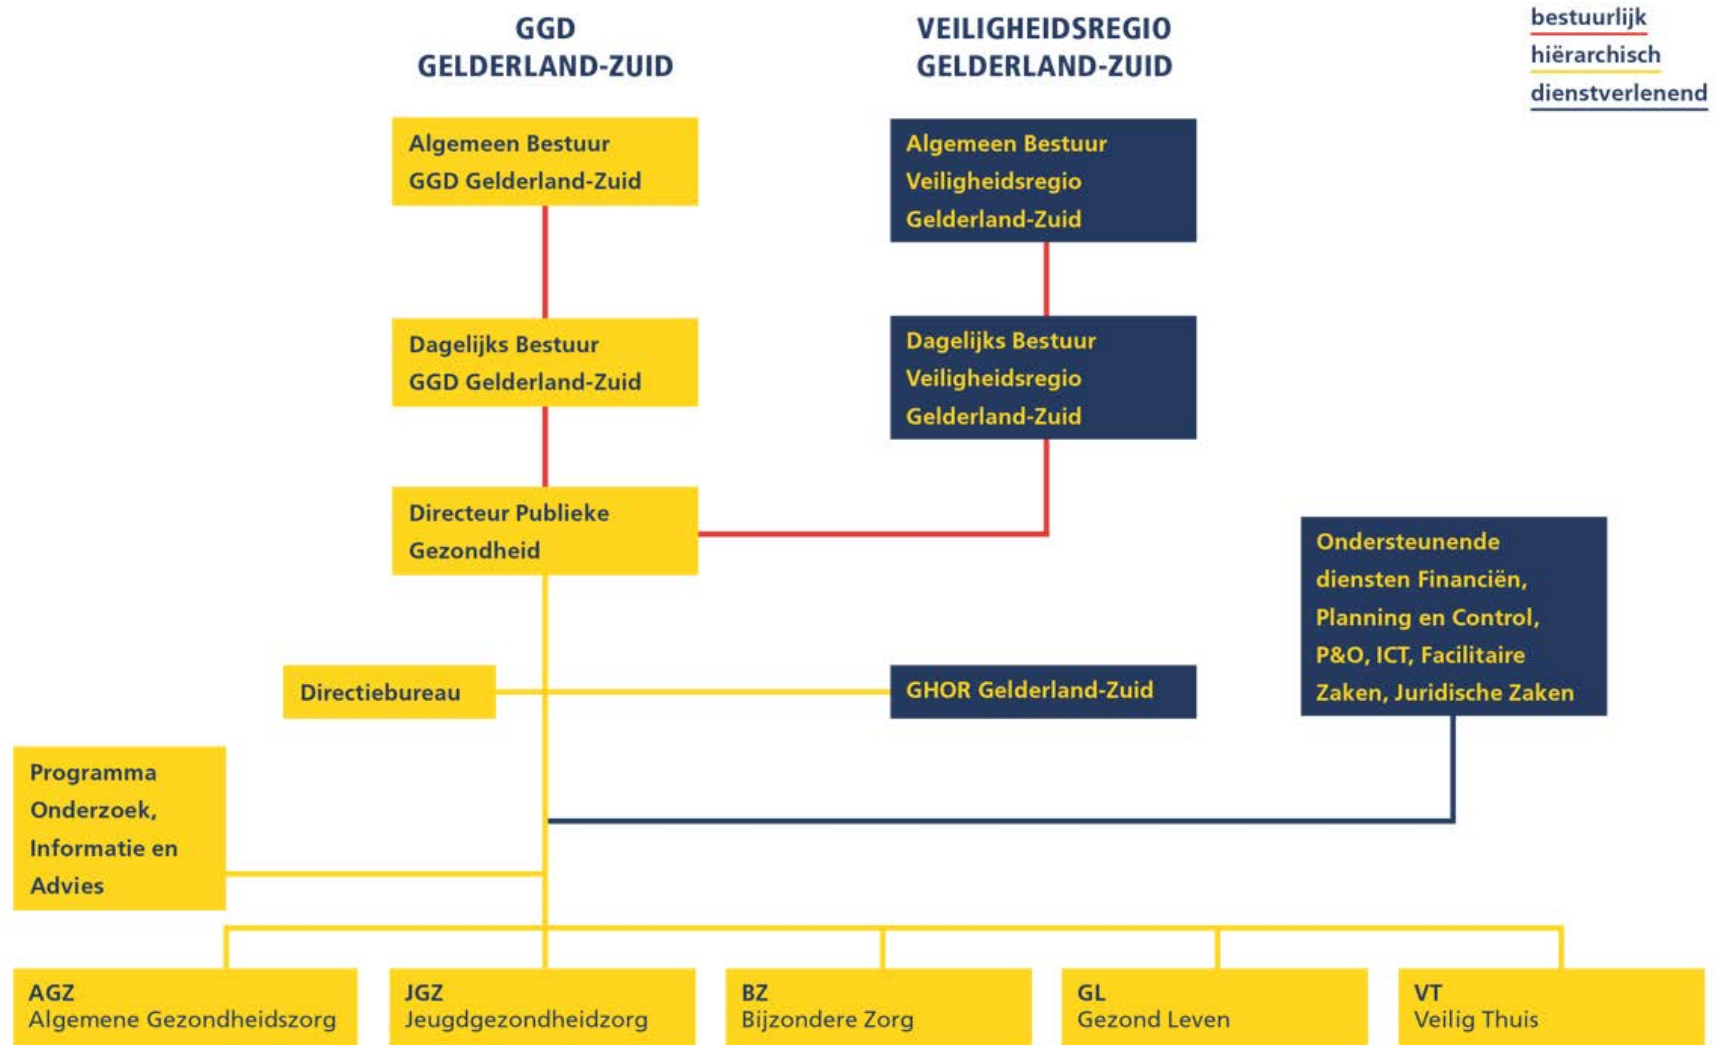 GGD
GELDERLAND-ZUID
VEILIGHEIDSREGIO
GELDERLAND-ZUID
bestuurlijk
hiërarchisch
dienstverlenend
Algemeen Bestuur
GGD Gelderland-Zuid
Algemeen Bestuur
Veiligheidsregio
Gelderland-Zuid
Dagelijks Bestuur
GGD Gelderland-Zuid
Dagelijks Bestuur
Veiligheidsregio
Gelderland-Zuid
Directeur Publieke
Gezondheid
Ondersteunende
diensten Financiën,
Planning en Control,
P&O, ICT, Facilitaire
Zaken, Juridische Zaken
Directiebureau
GHOR Gelderland-Zuid
Programma
Onderzoek,
Informatie en
Advies
AGZ
Algemene Gezondheidszorg
JGZ
Jeugdgezondheidzorg
BZ
Bijzondere Zorg
GL
Gezond Leven
VT
Veilig Thuis